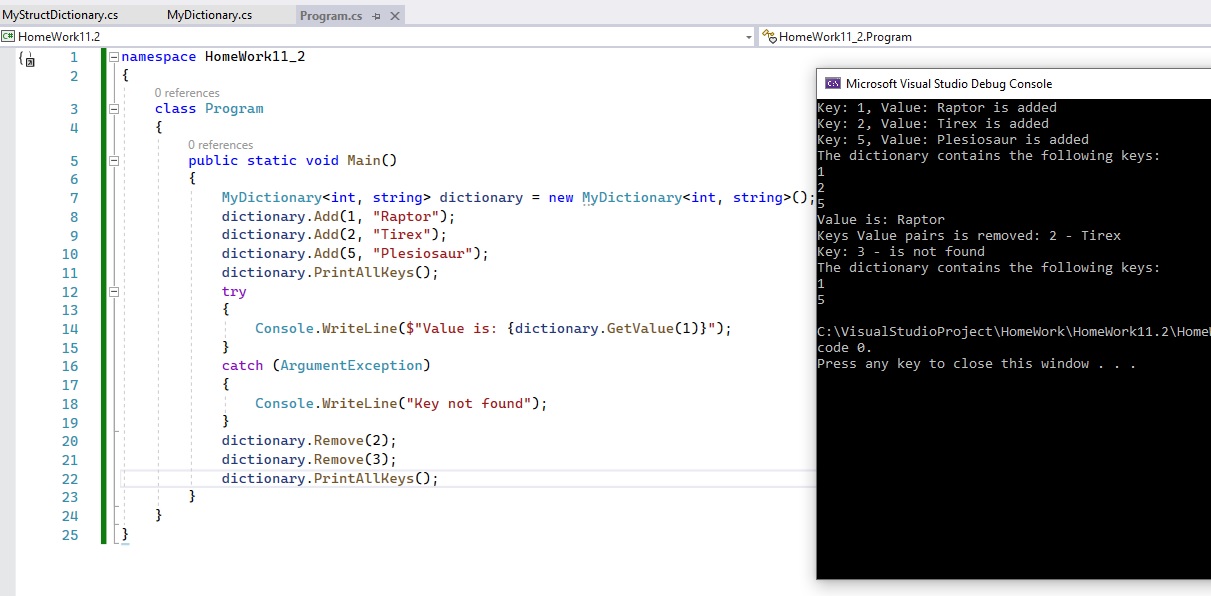 MyStructDictionary.cs MyDictionary.cs Program.cs
C# HomeWork11.2 HomeWork11_2.Program
1 namespace HomeWork11_2
2 {
0 references
3 class Program
4 {
0 references
5 public static void Main()
6 {
7 MyDictionary<int, string> dictionary = new MyDictionary<int, string>();
8 dictionary.Add(1, "Raptor");
9 dictionary.Add(2, "Tirex");
10 dictionary.Add(5, "Plesiosaur");
11 dictionary.PrintAllKeys();
12 try
13 {
14 Console.WriteLine($"Value is: {dictionary.GetValue(1)}");
15 }
16 catch (ArgumentException)
17 {
18 Console.WriteLine("Key not found");
19 }
20 dictionary.Remove(2);
21 dictionary.Remove(3);
22 dictionary.PrintAllKeys();
23 }
24 }
25 }
Microsoft Visual Studio Debug Console
Key: 1, Value: Raptor is added
Key: 2, Value: Tirex is added
Key: 5, Value: Plesiosaur is added
The dictionary contains the following keys:
1
2
5
Value is: Raptor
Keys Value pairs is removed: 2 - Tirex
Key: 3 - is not found
The dictionary contains the following keys:
1
5
C:\VisualStudioProject\HomeWork\HomeWork11.2\Home
code 0.
Press any key to close this window . . .